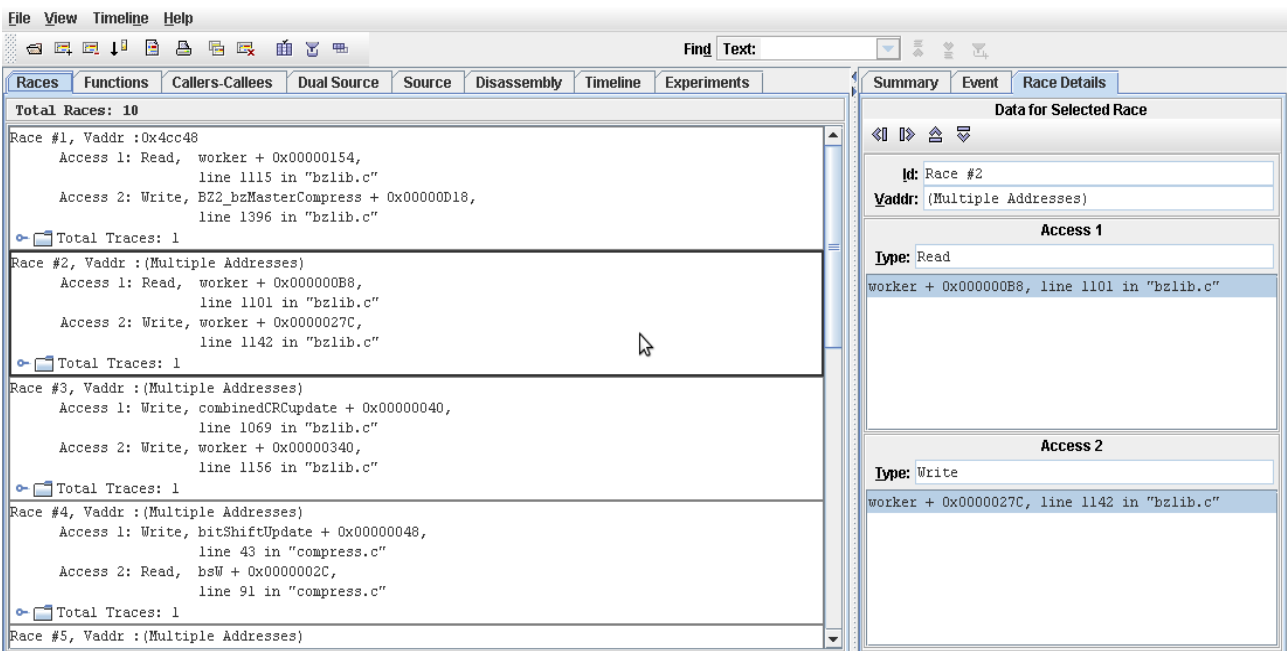 File View Timeline Help
Find Text:
Races Functions Callers-Callees Dual Source Source Disassembly Timeline Experiments
Total Races: 10
Race #1, Vaddr :0x4cc48
Access 1: Read, worker + 0x00000154,
line 1115 in "bzlib.c"
Access 2: Write, BZ2_bzMasterCompress + 0x00000D18,
line 1396 in "bzlib.c"
Total Traces: 1
Race #2, Vaddr :(Multiple Addresses)
Access 1: Read, worker + 0x000000B8,
line 1101 in "bzlib.c"
Access 2: Write, worker + 0x0000027C,
line 1142 in "bzlib.c"
Total Traces: 1
Race #3, Vaddr :(Multiple Addresses)
Access 1: Write, combinedCRCupdate + 0x00000040,
line 1069 in "bzlib.c"
Access 2: Write, worker + 0x00000340,
line 1156 in "bzlib.c"
Total Traces: 1
Race #4, Vaddr :(Multiple Addresses)
Access 1: Write, bitShiftUpdate + 0x00000048,
line 43 in "compress.c"
Access 2: Read, bsW + 0x0000002C,
line 91 in "compress.c"
Total Traces: 1
Race #5, Vaddr :(Multiple Addresses)
Summary Event Race Details
Data for Selected Race
Id: Race #2
Vaddr: (Multiple Addresses)
Access 1
Type: Read
worker + 0x000000B8, line 1101 in "bzlib.c"
Access 2
Type: Write
worker + 0x0000027C, line 1142 in "bzlib.c"